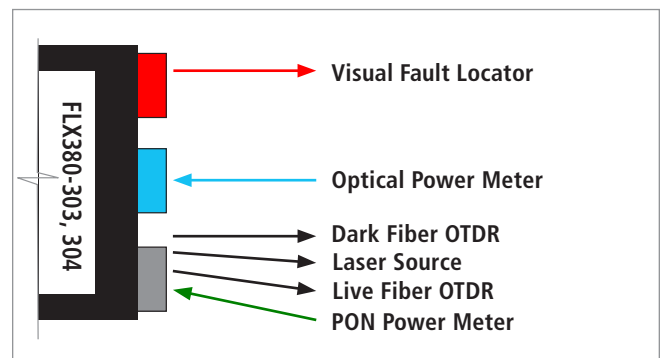 FLX380-303, 304
Visual Fault Locator
Optical Power Meter
Dark Fiber OTDR
Laser Source
Live Fiber OTDR
PON Power Meter